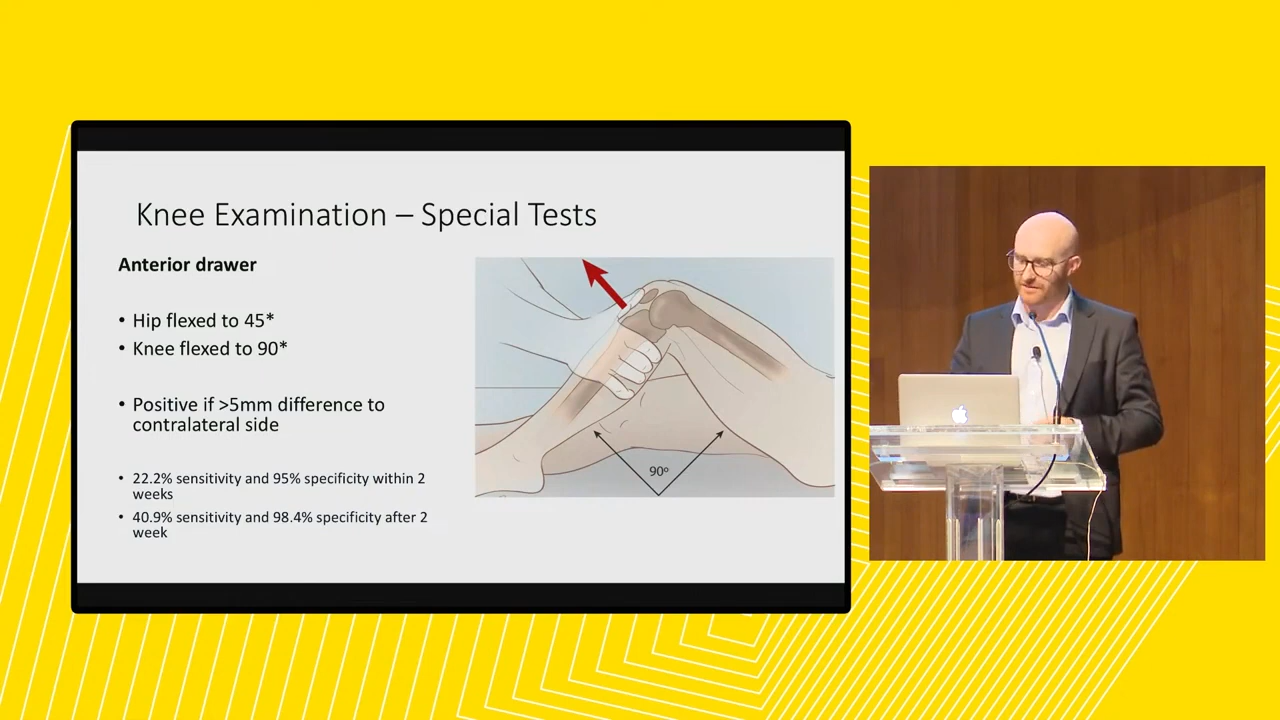 Knee Examination – Special Tests
Anterior drawer
• Hip flexed to 45*
• Knee flexed to 90*
• Positive if >5mm difference to
contralateral side
• 22.2% sensitivity and 95% specificity within 2
weeks
• 40.9% sensitivity and 98.4% specificity after 2
week
90º